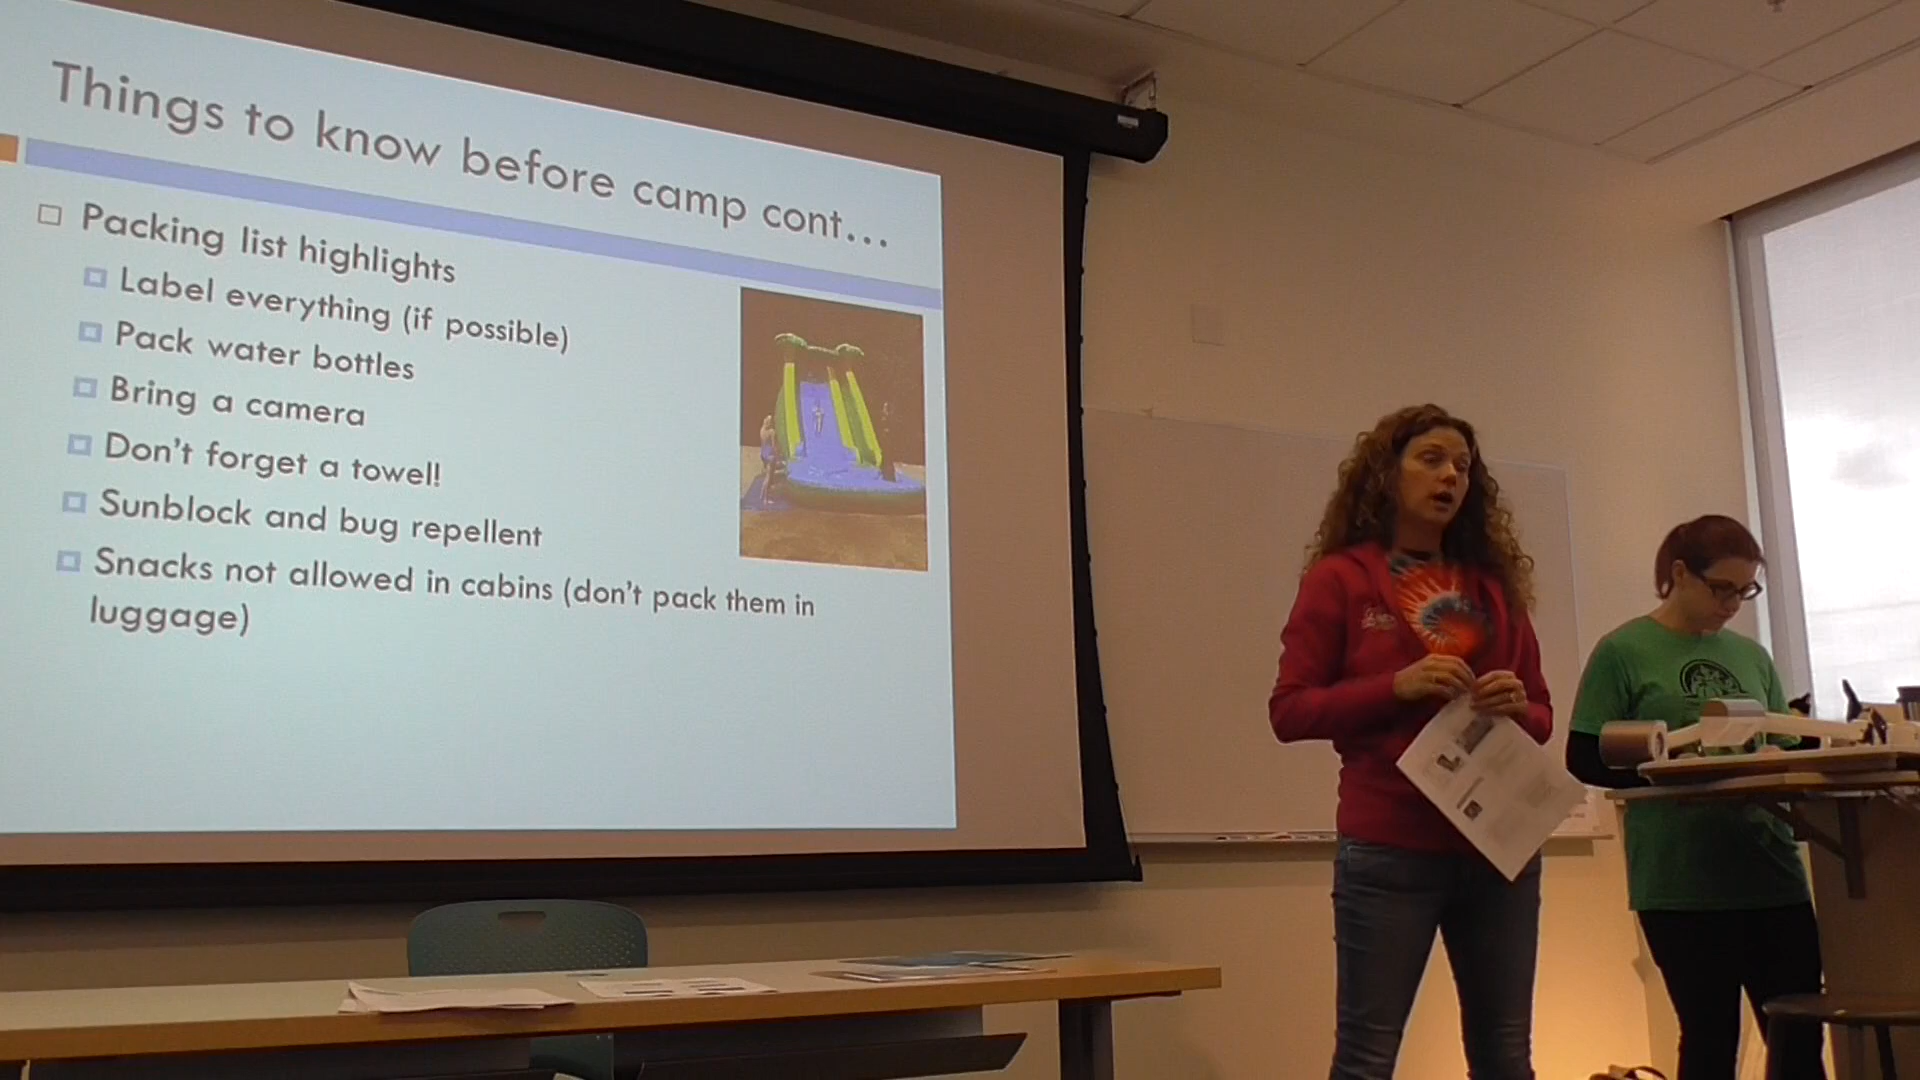 Things to know before camp cont...
Packing list highlights
Label everything (if possible)
Pack water bottles
Bring a camera
Don't forget a towel!
Sunblock and bug repellent
Snacks not allowed in cabins (don't pack them in
luggage)